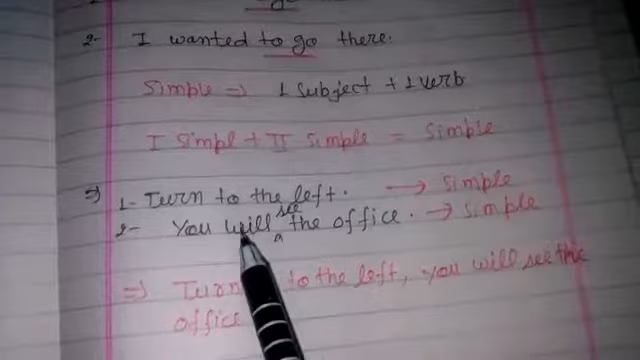 2- I wanted to go there.
Simple => 1 Subject + 1 verb
I Simpl + II Simple = Simple
=> 1- Turn to the left. → Simple
2- You will see the office. → Simple
=> Turn to the left, you will see the
office